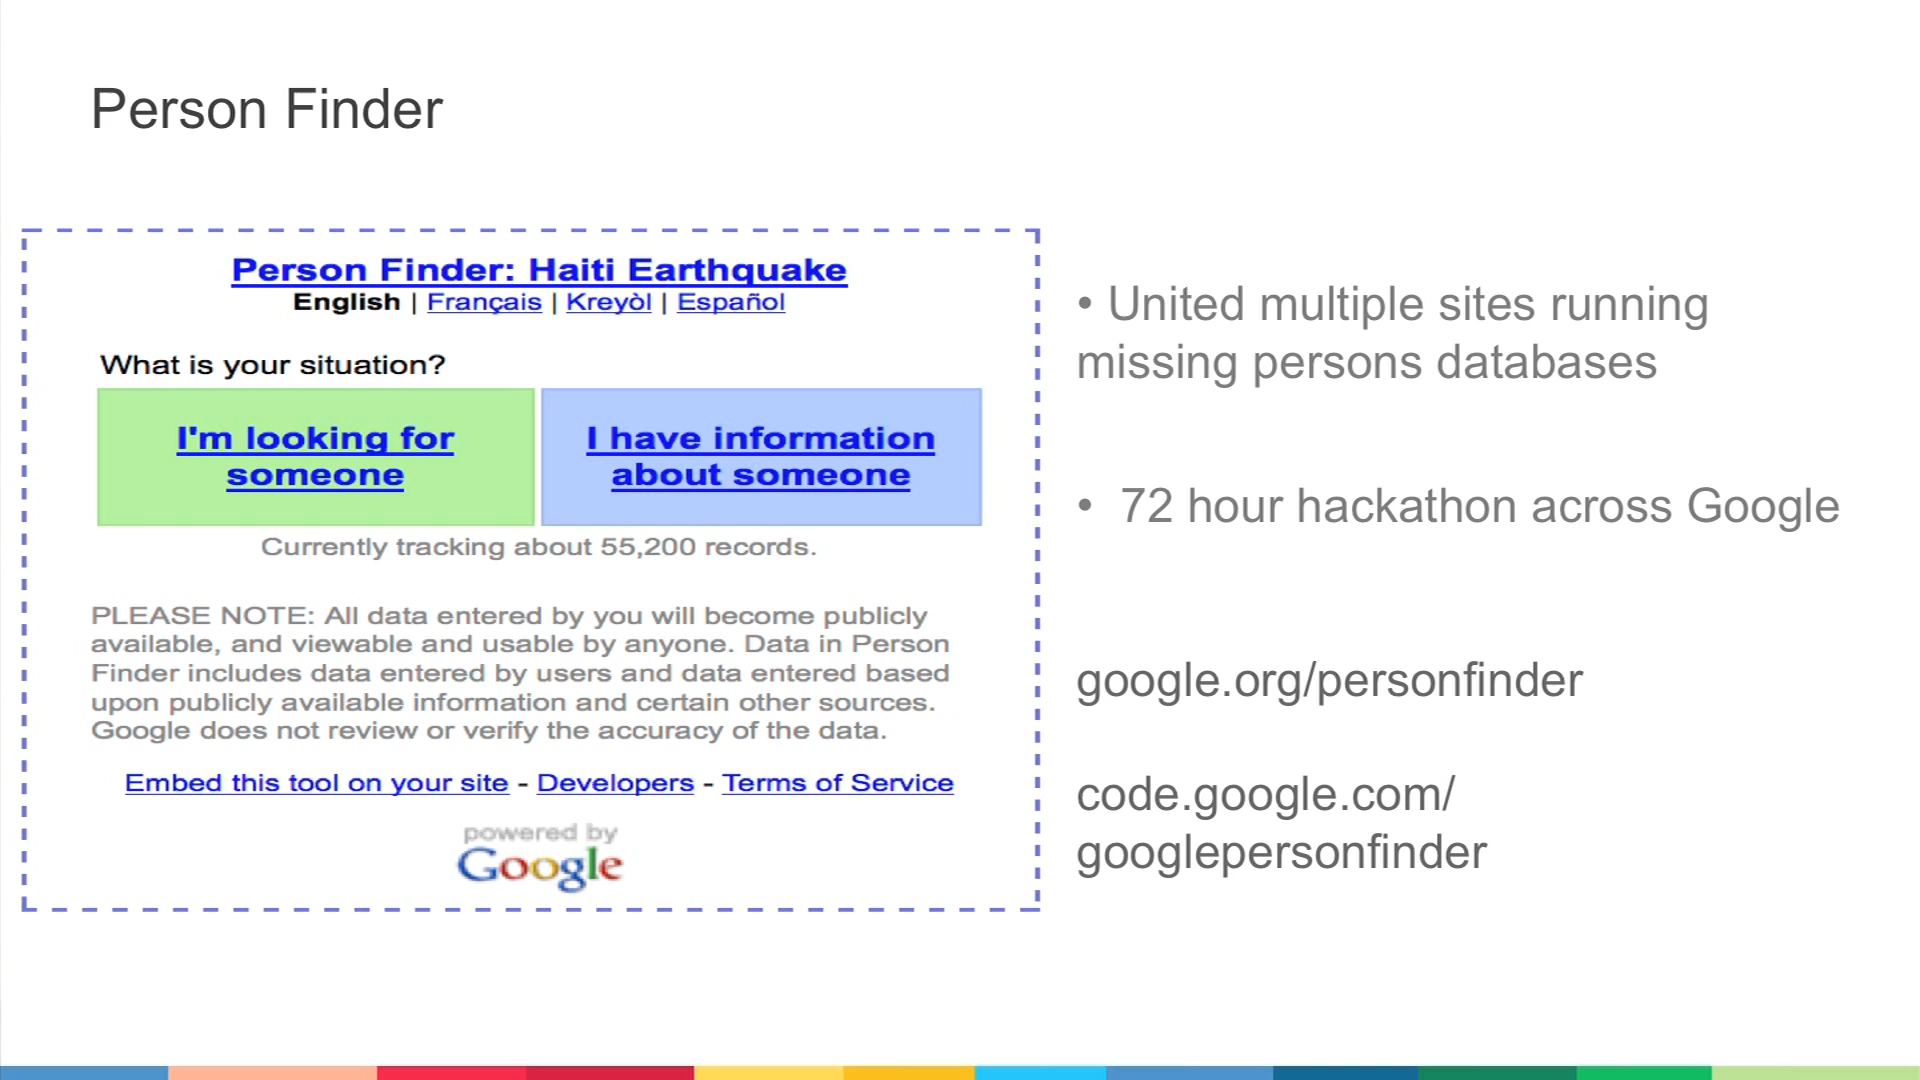 Person Finder
Person Finder: Haiti Earthquake
English | Français | Kreyòl | Español
What is your situation?
I'm looking for
someone
I have information
about someone
Currently tracking about 55,200 records.
PLEASE NOTE: All data entered by you will become publicly
available, and viewable and usable by anyone. Data in Person
Finder includes data entered by users and data entered based
upon publicly available information and certain other sources.
Google does not review or verify the accuracy of the data.
Embed this tool on your site - Developers - Terms of Service
powered by
Google
• United multiple sites running
missing persons databases
• 72 hour hackathon across Google
google.org/personfinder
code.google.com/
googlepersonfinder